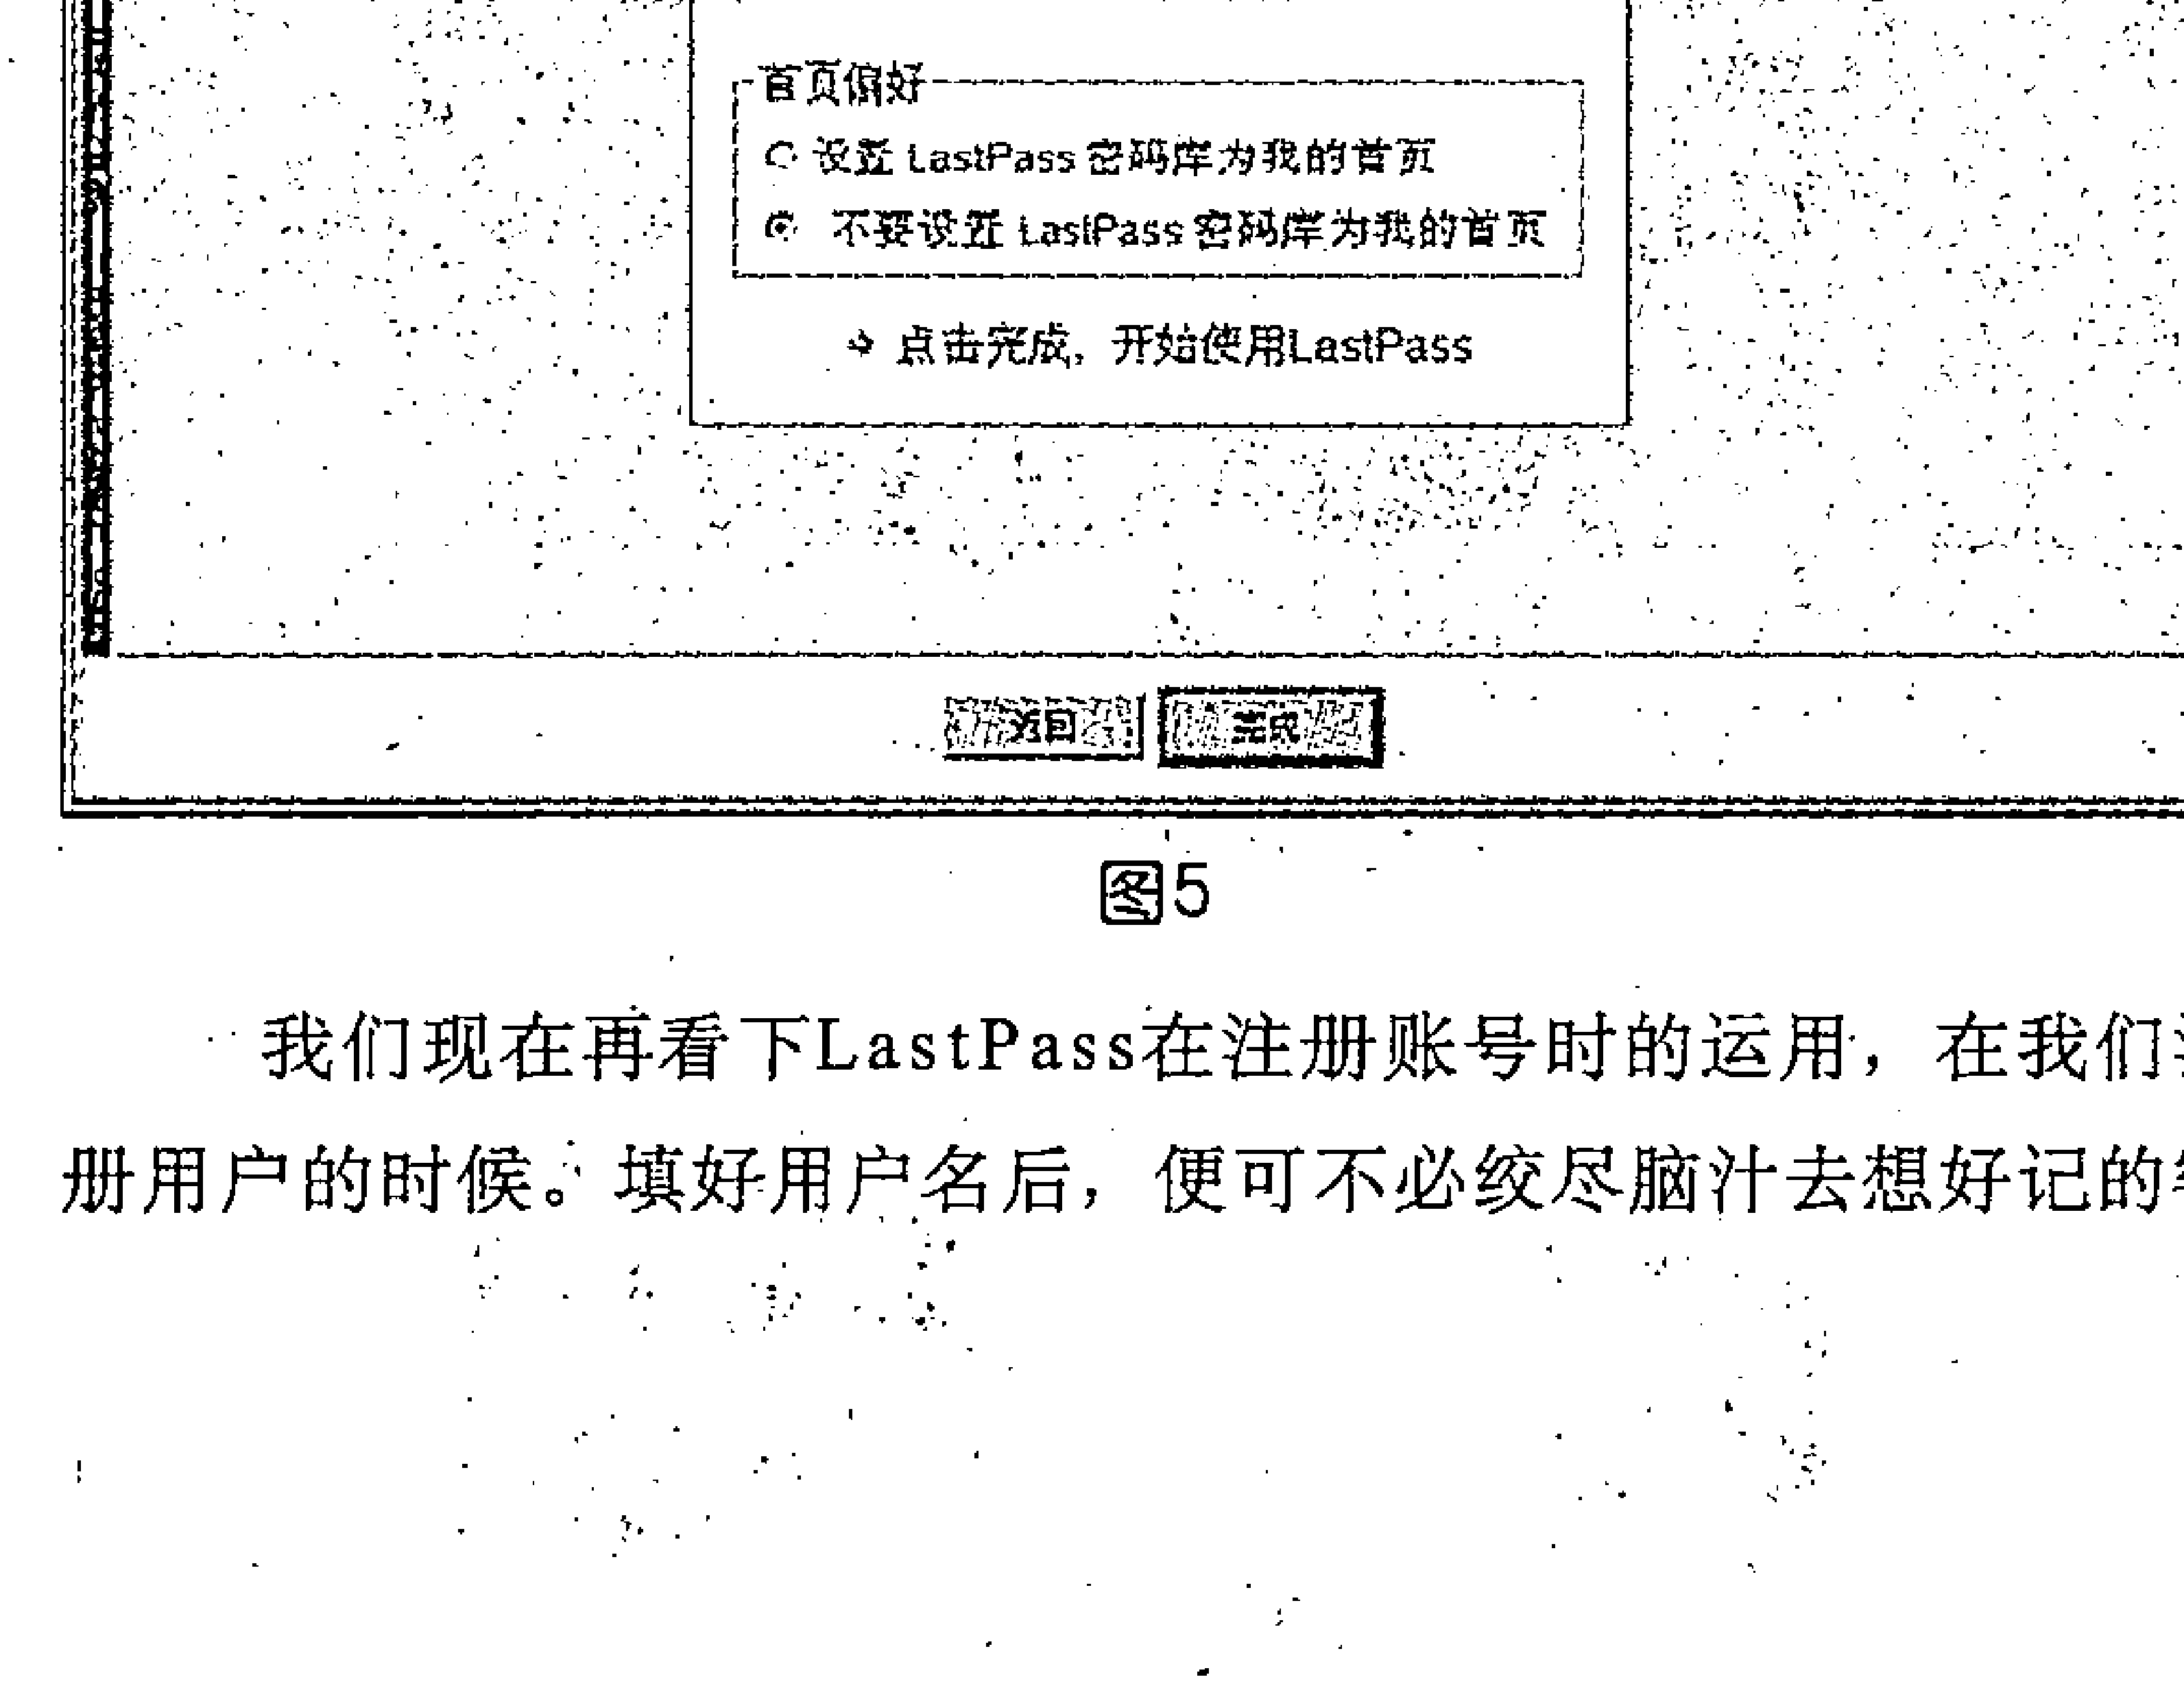 首页偏好
设置 LastPass 密码库为我的首页
不要设置 LastPass 密码库为我的首页
点击完成，开始使用LastPass
返回 完成
图5
我们现在再看下LastPass在注册账号时的运用，在我们
册用户的时候。填好用户名后，便可不必绞尽脑汁去想好记的